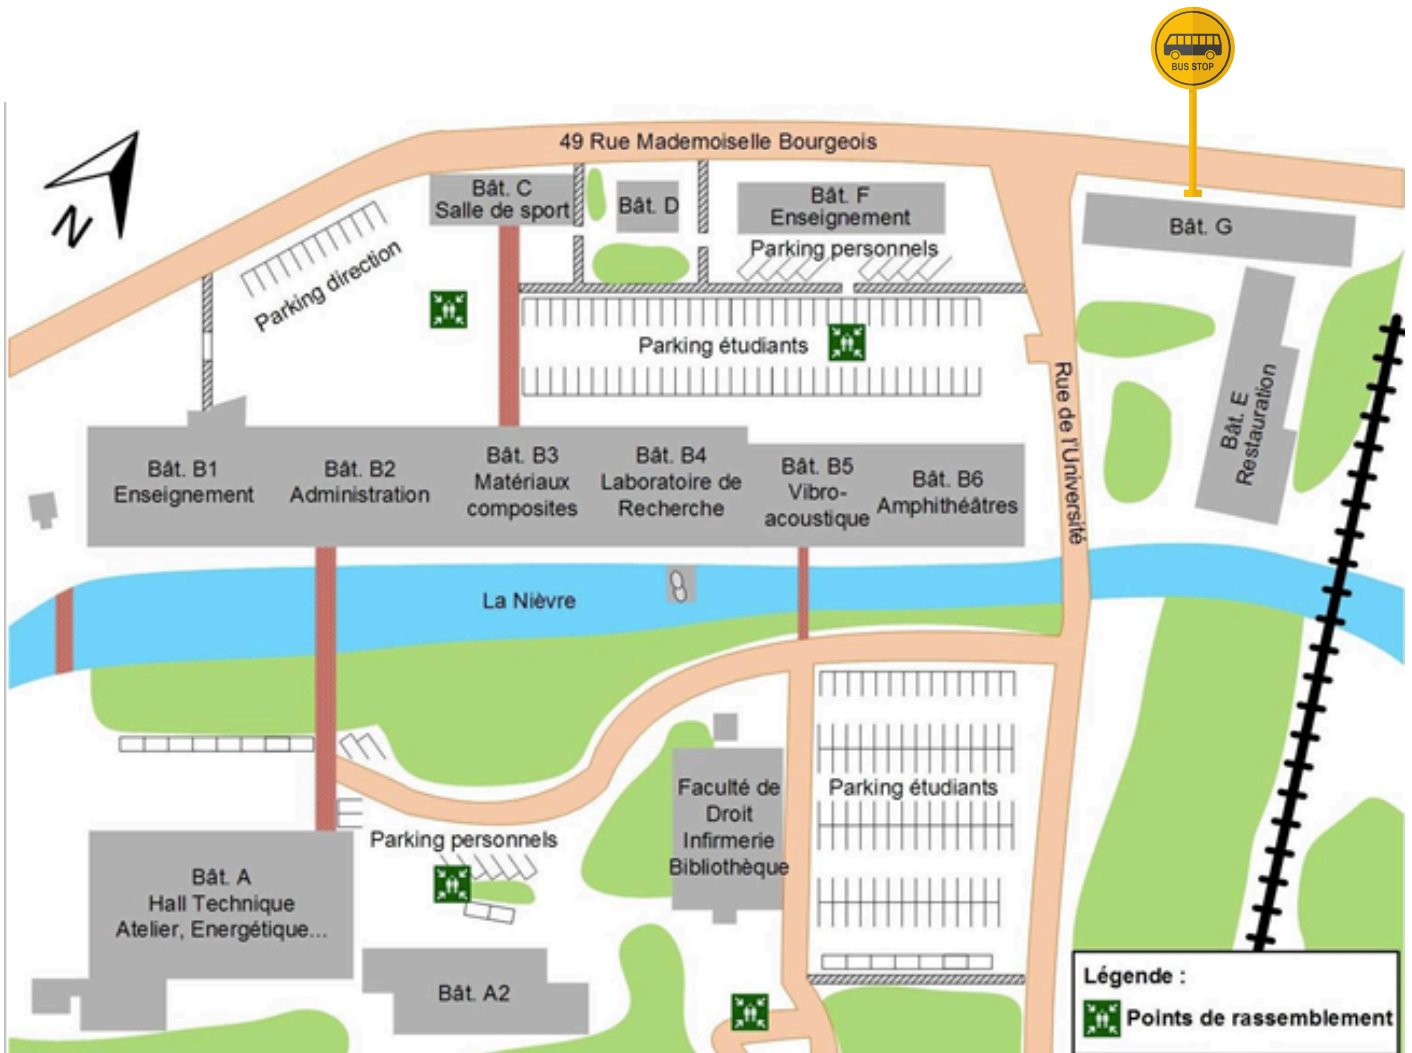 BUS STOP
49 Rue Mademoiselle Bourgeois
N
Bât. C
Salle de sport
Bât. D
Bât. F
Enseignement
Parking personnels
Bât. G
Parking direction
Parking étudiants
Rue de l'Université
Bât. E
Restauration
Bât. B1
Enseignement
Bât. B2
Administration
Bât. B3
Matériaux
composites
Bât. B4
Laboratoire de
Recherche
Bât. B5
Vibro-
acoustique
Bât. B6
Amphithéâtres
La Nièvre
Faculté de
Droit
Infirmerie
Bibliothèque
Parking étudiants
Parking personnels
Bât. A
Hall Technique
Atelier, Energétique...
Bât. A2
Légende :
Points de rassemblement